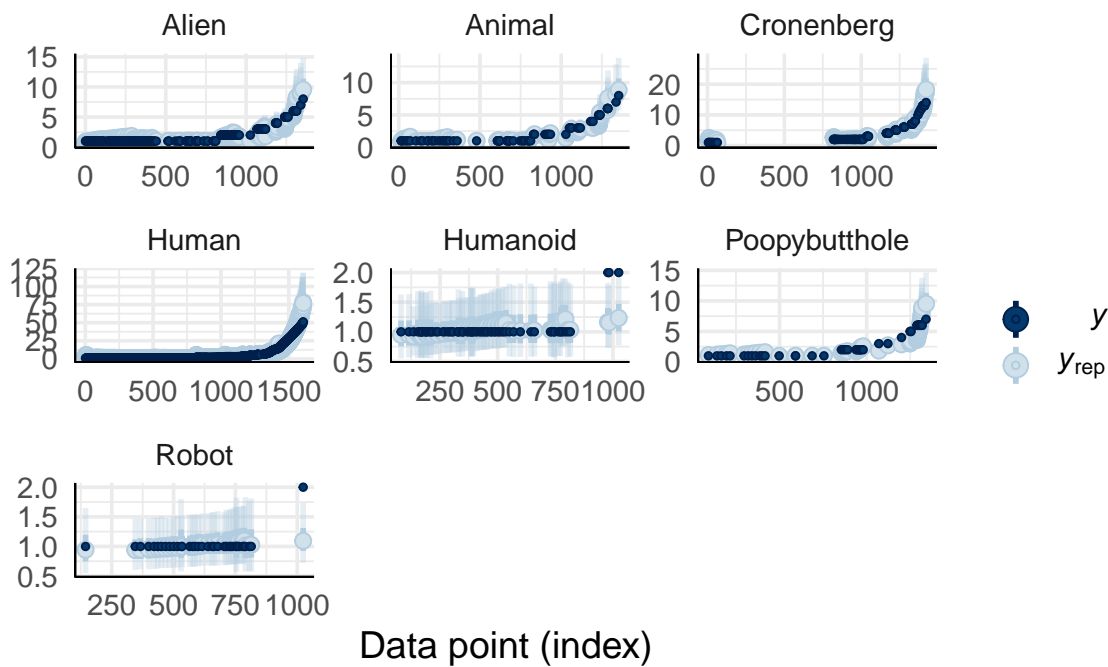 Alien Animal Cronenberg
15
10
5
0
0 500 1000
10
5
0
0 500 1000
20
10
0
0 500 1000
Human Humanoid Poopybutthole
125
100
75
50
25
0
0 500 1000 1500
2.0
1.5
1.0
0.5
250 500 750 1000
15
10
5
0
500 1000
y
yrep
Robot
2.0
1.5
1.0
0.5
250 500 750 1000
Data point (index)